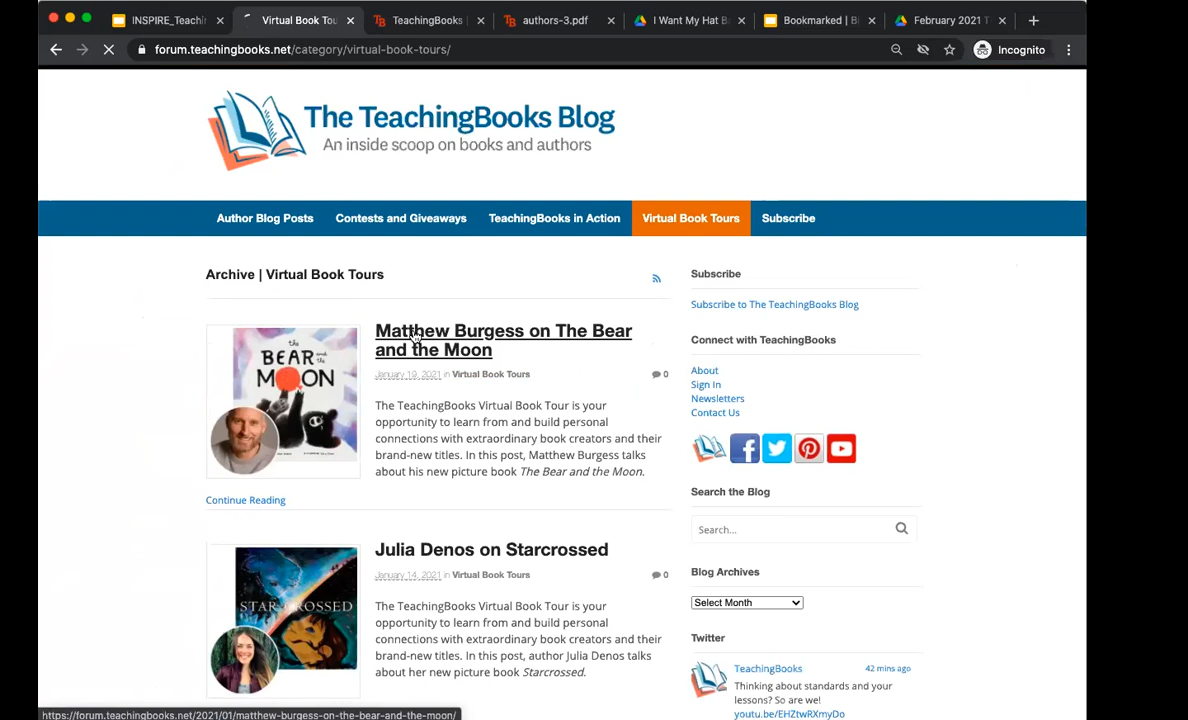 INSPIRE_Teachi
Virtual Book Tou
TeachingBooks |
authors-3.pdf
I Want My Hat B
Bookmarked | B
February 2021 T
forum.teachingbooks.net/category/virtual-book-tours/
Incognito
The TeachingBooks Blog
An inside scoop on books and authors
Author Blog Posts
Contests and Giveaways
TeachingBooks in Action
Virtual Book Tours
Subscribe
Archive | Virtual Book Tours
Matthew Burgess on The Bear
and the Moon
January 19, 2021 in Virtual Book Tours
0
THE
BEAR and the
MOON
The TeachingBooks Virtual Book Tour is your
opportunity to learn from and build personal
connections with extraordinary book creators and their
brand-new titles. In this post, Matthew Burgess talks
about his new picture book The Bear and the Moon.
Continue Reading
Julia Denos on Starcrossed
January 14, 2021 in Virtual Book Tours
0
STARCROSSED
The TeachingBooks Virtual Book Tour is your
opportunity to learn from and build personal
connections with extraordinary book creators and their
brand-new titles. In this post, author Julia Denos talks
about her new picture book Starcrossed.
Subscribe
Subscribe to The TeachingBooks Blog
Connect with TeachingBooks
About
Sign In
Newsletters
Contact Us
Search the Blog
Search...
Blog Archives
Select Month
Twitter
TeachingBooks
42 mins ago
Thinking about standards and your
lessons? So are we!
youtu.be/EHZtwRXmyDo
https://forum.teachingbooks.net/2021/01/matthew-burgess-on-the-bear-and-the-moon/